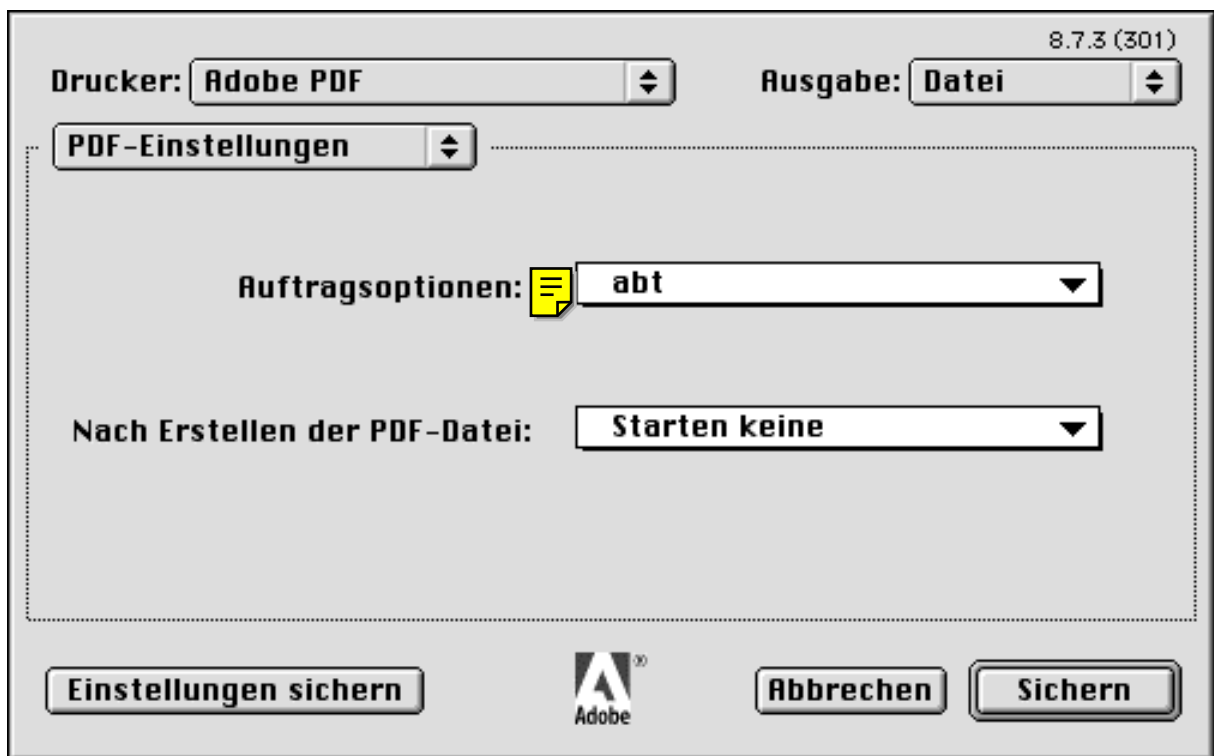 8.7.3 (301)
Drucker: Adobe PDF Ausgabe: Datei
PDF-Einstellungen
Auftragsoptionen: abt
Nach Erstellen der PDF-Datei: Starten keine
Einstellungen sichern Adobe ® Abbrechen Sichern